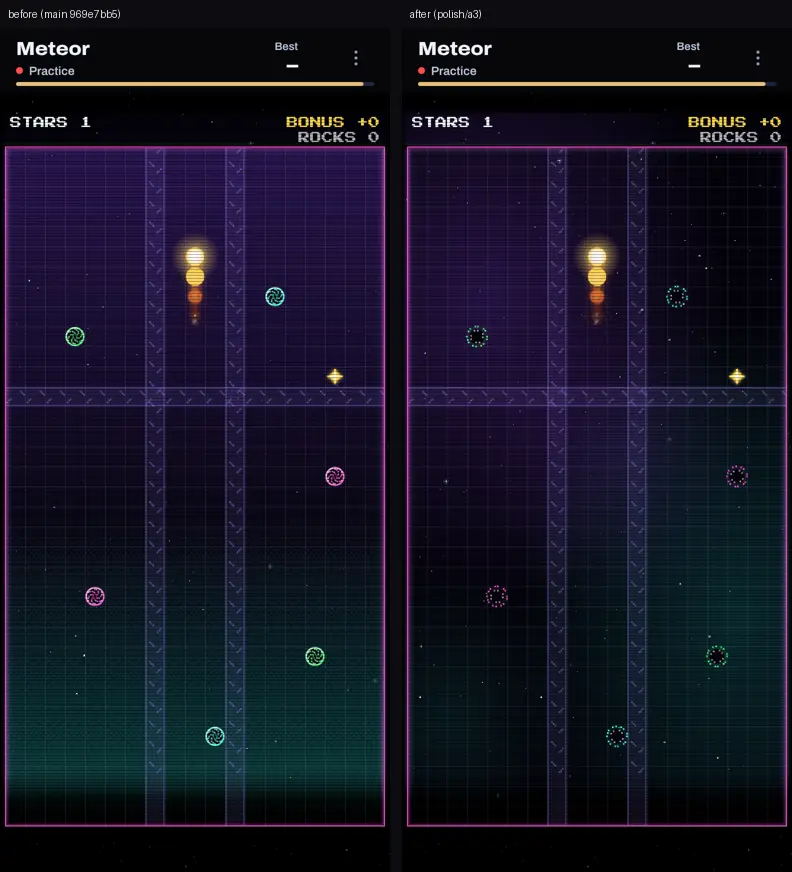 before (main 969e7bb5)
Meteor
Best
Practice
—
STARS 1
BONUS +0
ROCKS 0
after (polish/a3)
Meteor
Best
Practice
—
STARS 1
BONUS +0
ROCKS 0